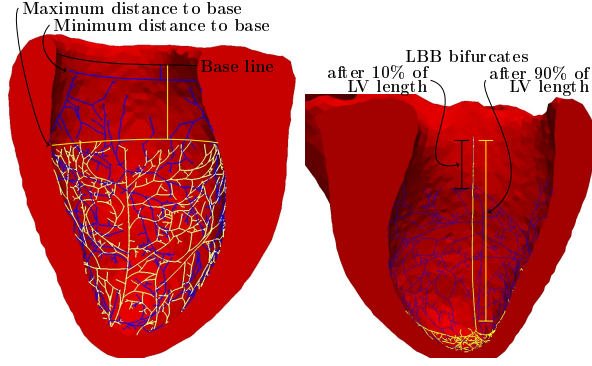 Maximum distance to base
Minimum distance to base
Base line
LBB bifurcates
after 10% of
LV length
after 90% of
LV length